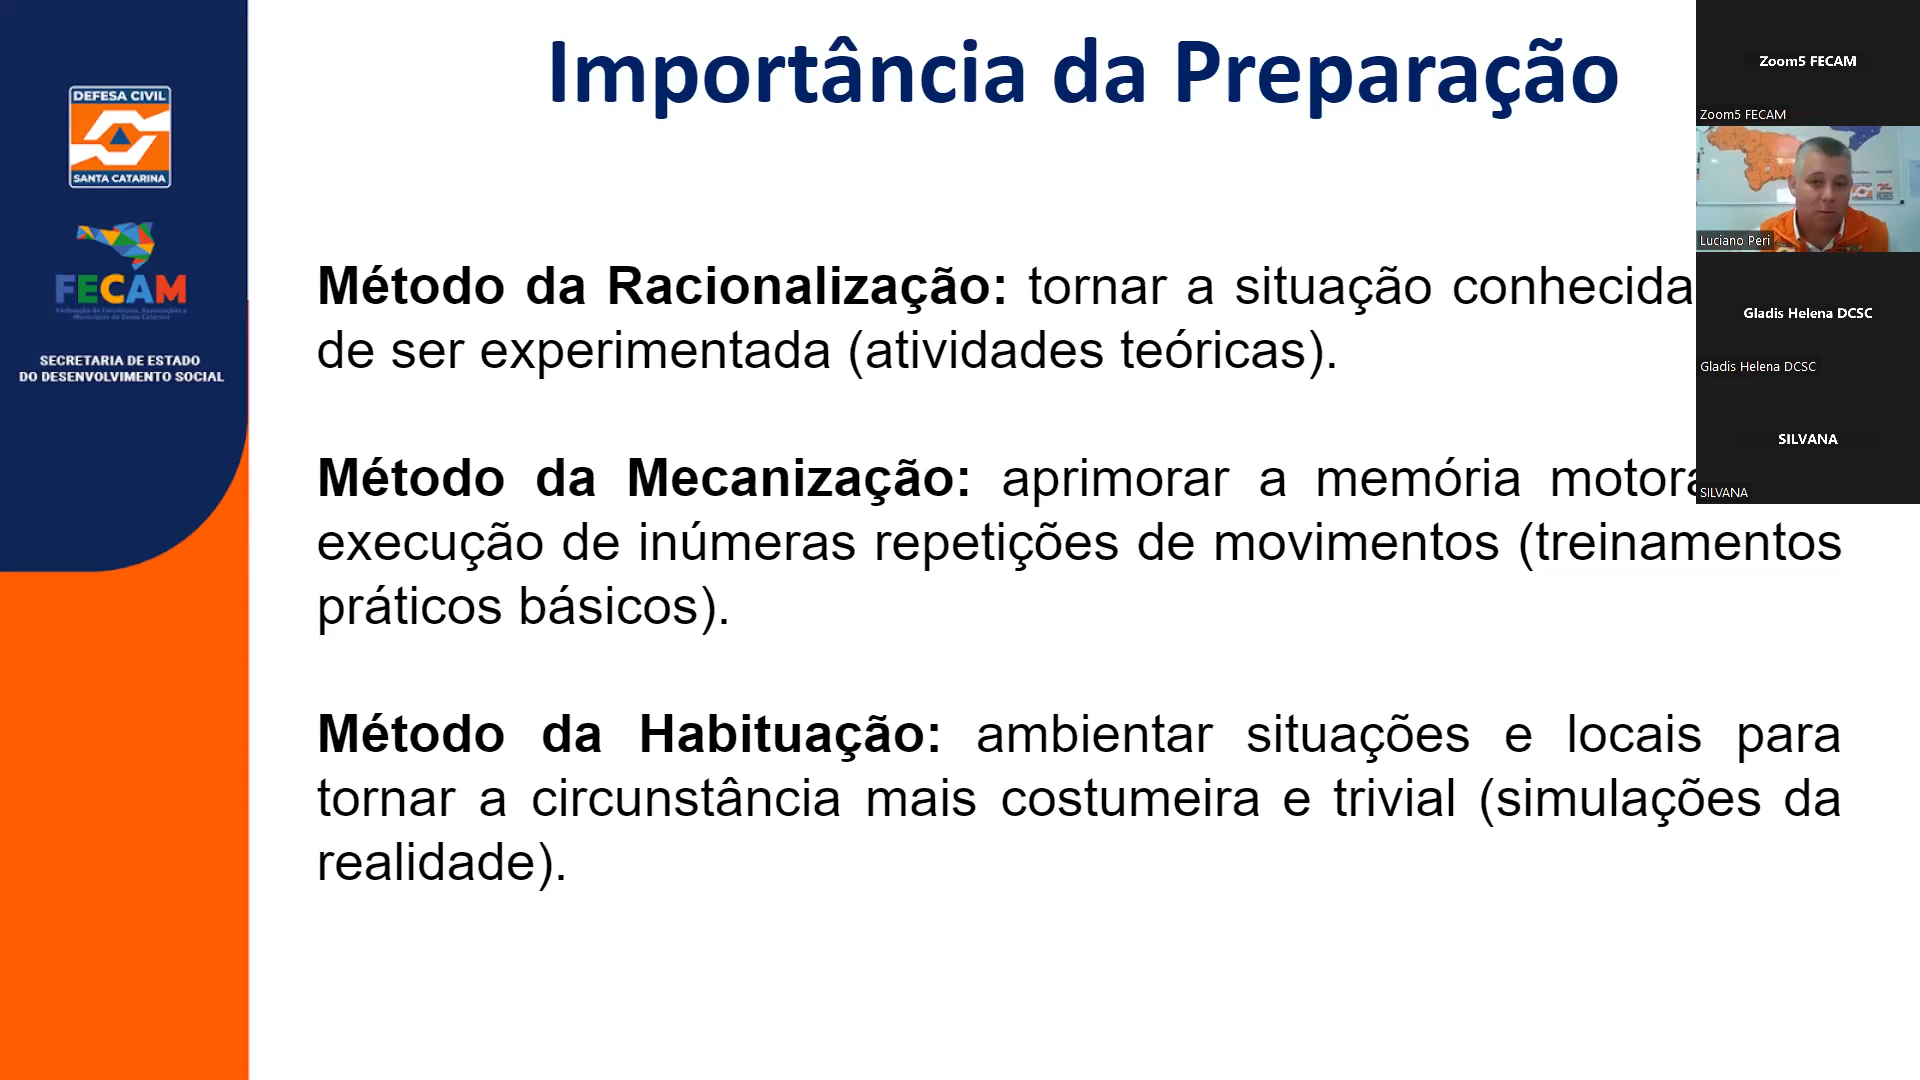 Importância da Preparação
DEFESA CIVIL
SANTA CATARINA
FECAM
Federação de Consórcios, Associações e
Municípios de Santa Catarina
SECRETARIA DE ESTADO
DO DESENVOLVIMENTO SOCIAL
Método da Racionalização: tornar a situação conhecida
de ser experimentada (atividades teóricas).
Método da Mecanização: aprimorar a memória motora
execução de inúmeras repetições de movimentos (treinamentos
práticos básicos).
Método da Habituação: ambientar situações e locais para
tornar a circunstância mais costumeira e trivial (simulações da
realidade).
Zoom5 FECAM
Zoom5 FECAM
Luciano Peri
Gladis Helena DCSC
Gladis Helena DCSC
SILVANA
SILVANA